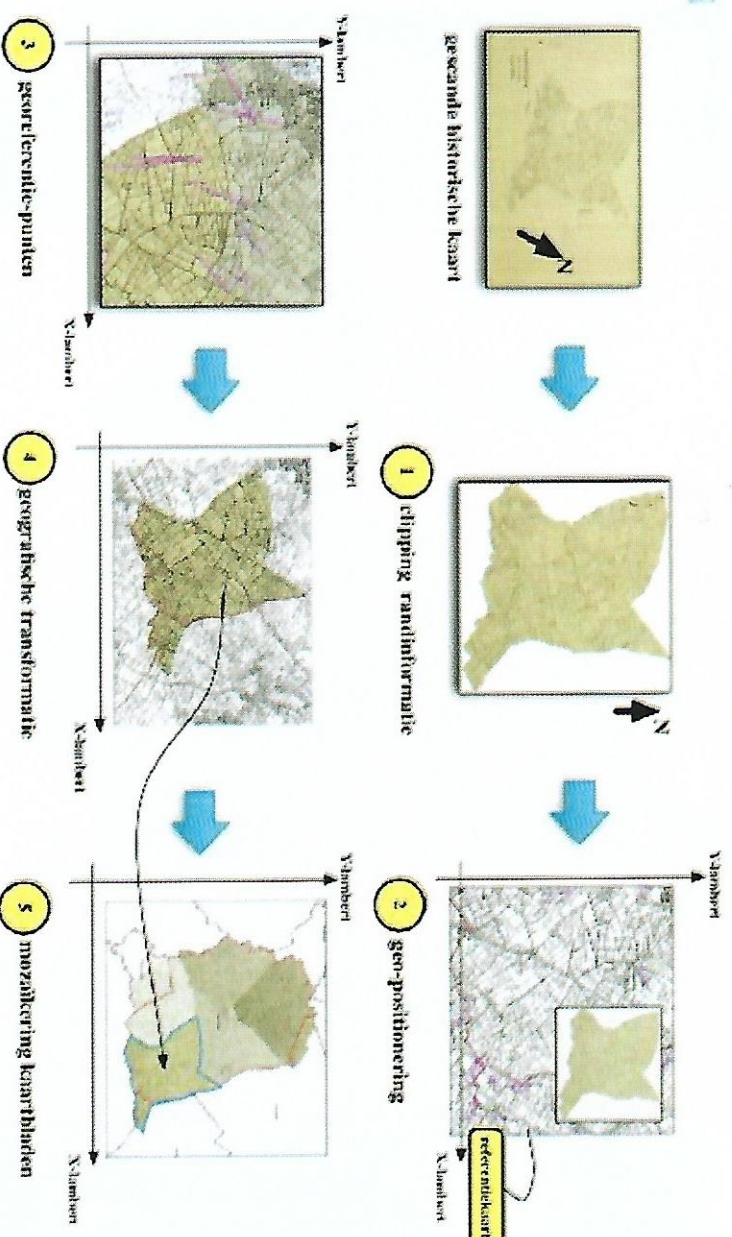 gescande historische kaart
N
1 clipping randinformatie
N
Y-lambert
X-lambert
referentiekaart
2 geo-positionering
Y-lambert
X-lambert
3 georeferentie-punten
Y-lambert
X-lambert
4 geografische transformatie
Y-lambert
X-lambert
5 mozaïkering kaartbladen